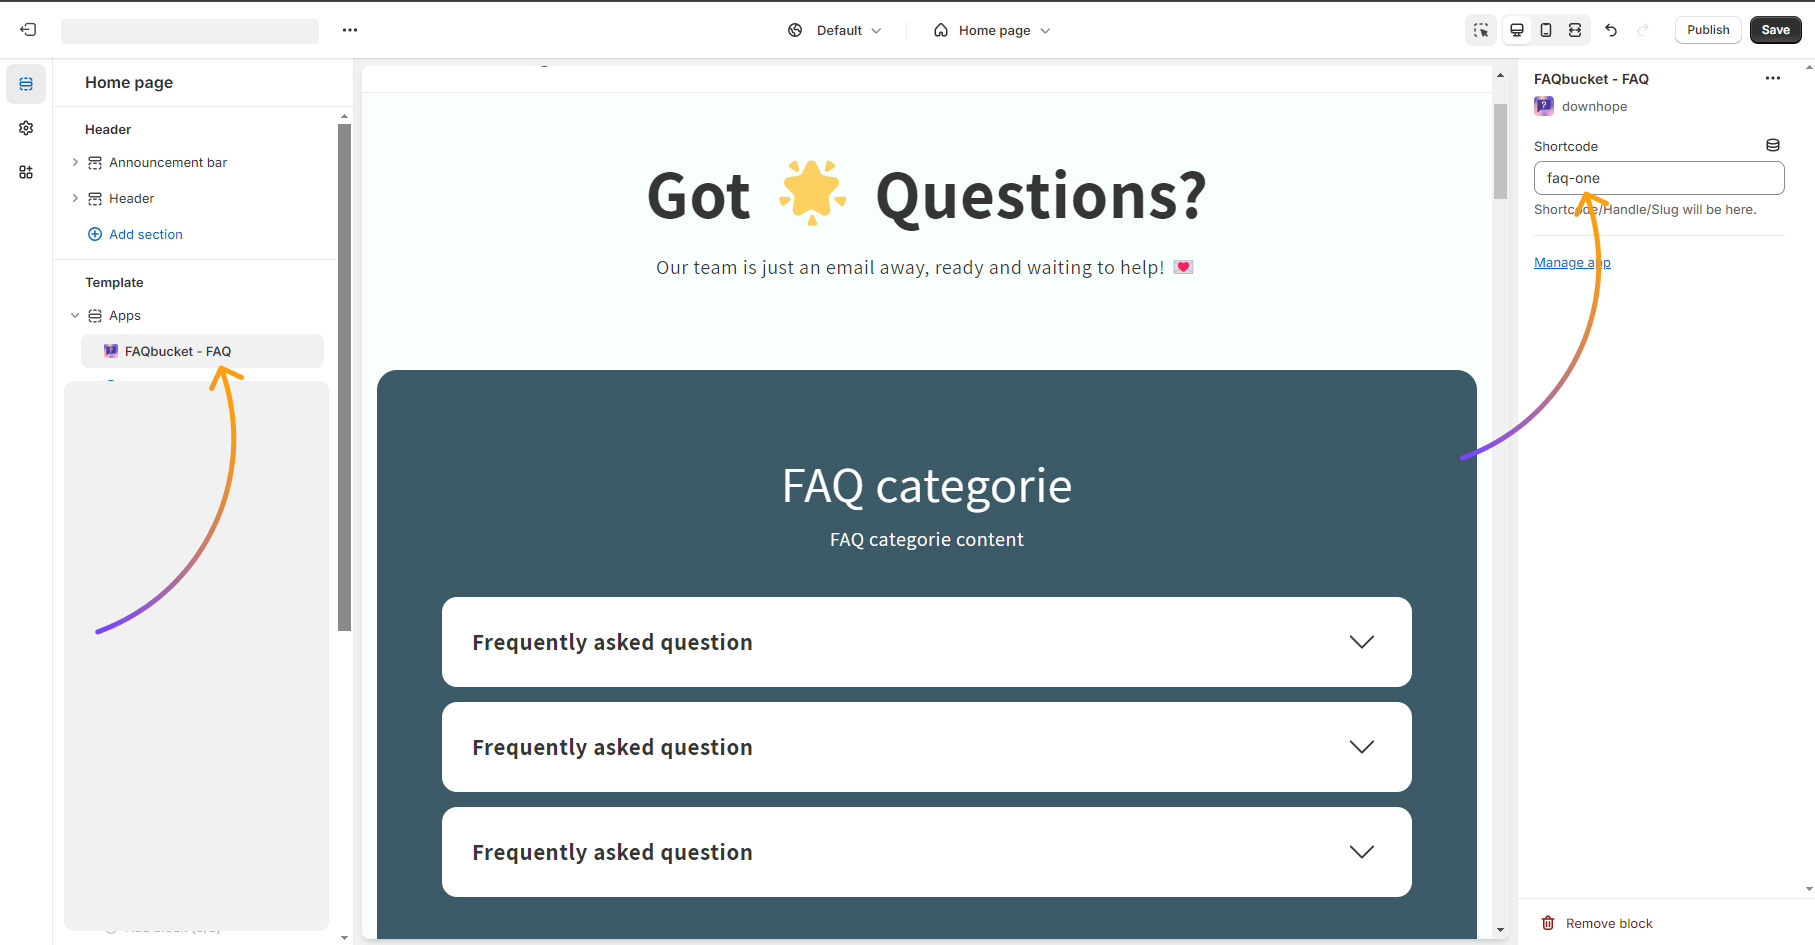 Default
Home page
Publish
Save
Home page
Header
Announcement bar
Header
Add section
Template
Apps
FAQbucket - FAQ
Got Questions?
Our team is just an email away, ready and waiting to help! 💌
FAQ categorie
FAQ categorie content
Frequently asked question
Frequently asked question
Frequently asked question
FAQbucket - FAQ
downhope
Shortcode
faq-one
Shortcode/Handle/Slug will be here.
Manage app
Remove block